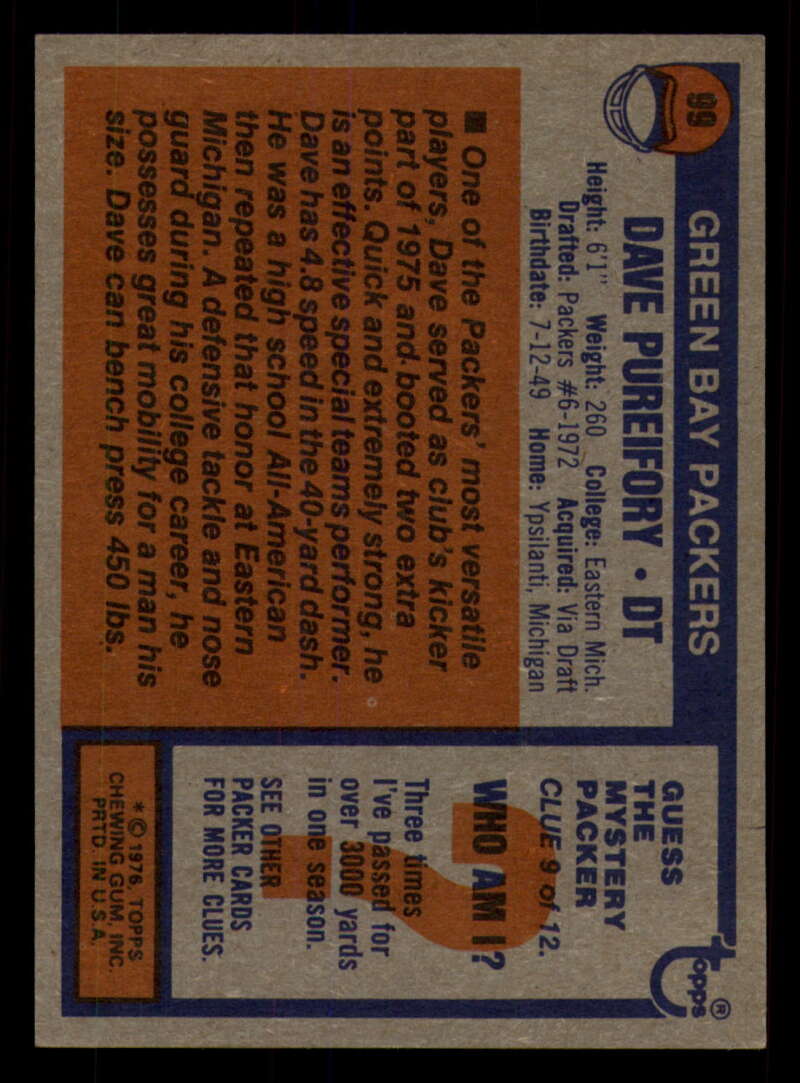 99
GREEN BAY PACKERS
DAVE PUREIFORY • DT
Height: 6'1" Weight: 260 College: Eastern Mich.
Drafted: Packers #6-1972 Acquired: Via Draft
Birthdate: 7-12-49 Home: Ypsilanti, Michigan
■ One of the Packers' most versatile
players, Dave served as club's kicker
part of 1975 and booted two extra
points. Quick and extremely strong, he
is an effective special teams performer.
Dave has 4.8 speed in the 40-yard dash.
He was a high school All-American
then repeated that honor at Eastern
Michigan. A defensive tackle and nose
guard during his college career, he
possesses great mobility for a man his
size. Dave can bench press 450 lbs.
topps®
GUESS
THE
MYSTERY
PACKER
CLUE 9 of 12.
WHO AM I?
Three times
I've passed for
over 3000 yards
in one season.
SEE OTHER
PACKER CARDS
FOR MORE CLUES.
*© 1976. TOPPS
CHEWING GUM, INC.
PRTD. IN U.S.A.